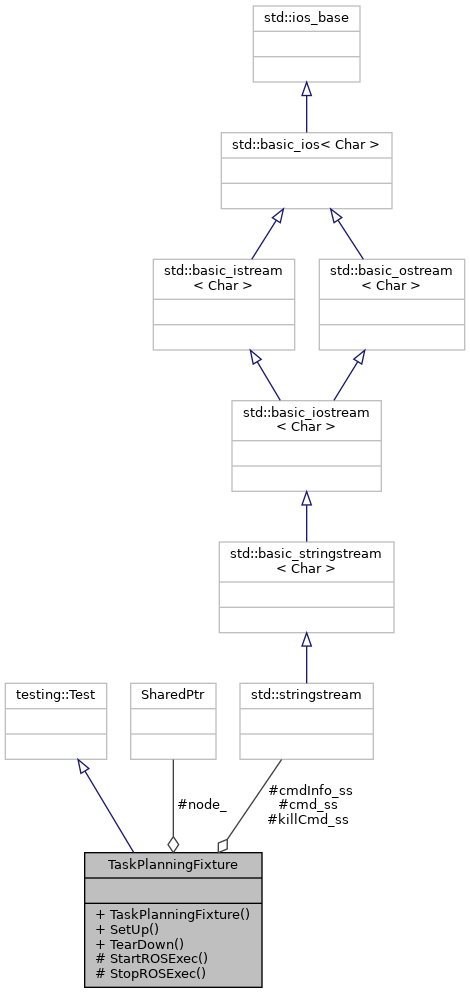 std::ios_base
std::basic_ios< Char >
std::basic_istream
< Char >
std::basic_ostream
< Char >
std::basic_iostream
< Char >
std::basic_stringstream
< Char >
testing::Test
SharedPtr
std::stringstream
#node_
#cmdInfo_ss
#cmd_ss
#killCmd_ss
TaskPlanningFixture
+ TaskPlanningFixture()
+ SetUp()
+ TearDown()
# StartROSExec()
# StopROSExec()